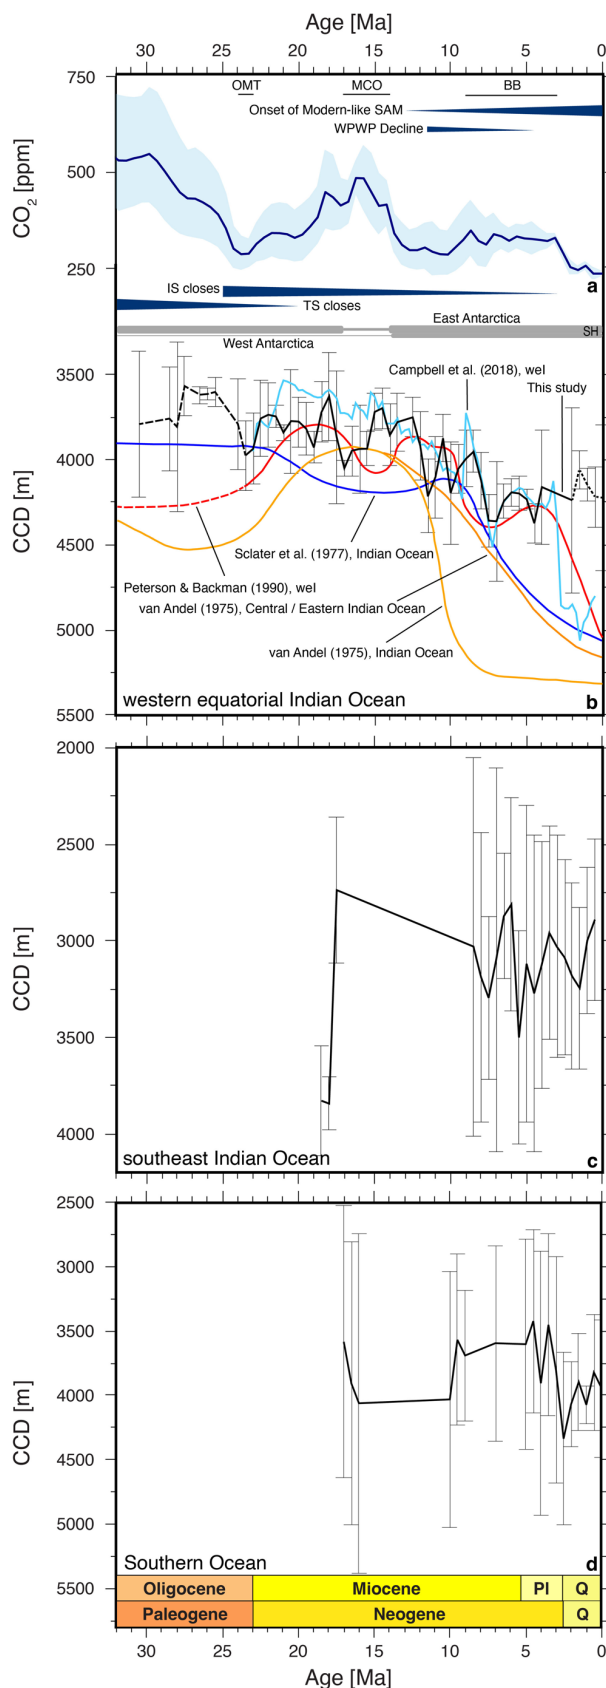 Age [Ma]
30 25 20 15 10 5 0
750
500
250
CO2 [ppm]
OMT MCO BB
Onset of Modern-like SAM
WPWP Decline
a
IS closes
TS closes
East Antarctica
SH
West Antarctica
3500
4000
4500
5000
5500
CCD [m]
Campbell et al. (2018), weI
This study
Sclater et al. (1977), Indian Ocean
Peterson & Backman (1990), weI
van Andel (1975), Central / Eastern Indian Ocean
van Andel (1975), Indian Ocean
western equatorial Indian Ocean b
2000
2500
3000
3500
4000
CCD [m]
southeast Indian Ocean c
2500
3000
3500
4000
4500
5000
5500
CCD [m]
Southern Ocean d
Oligocene Miocene Pl Q
Paleogene Neogene Q
30 25 20 15 10 5 0
Age [Ma]